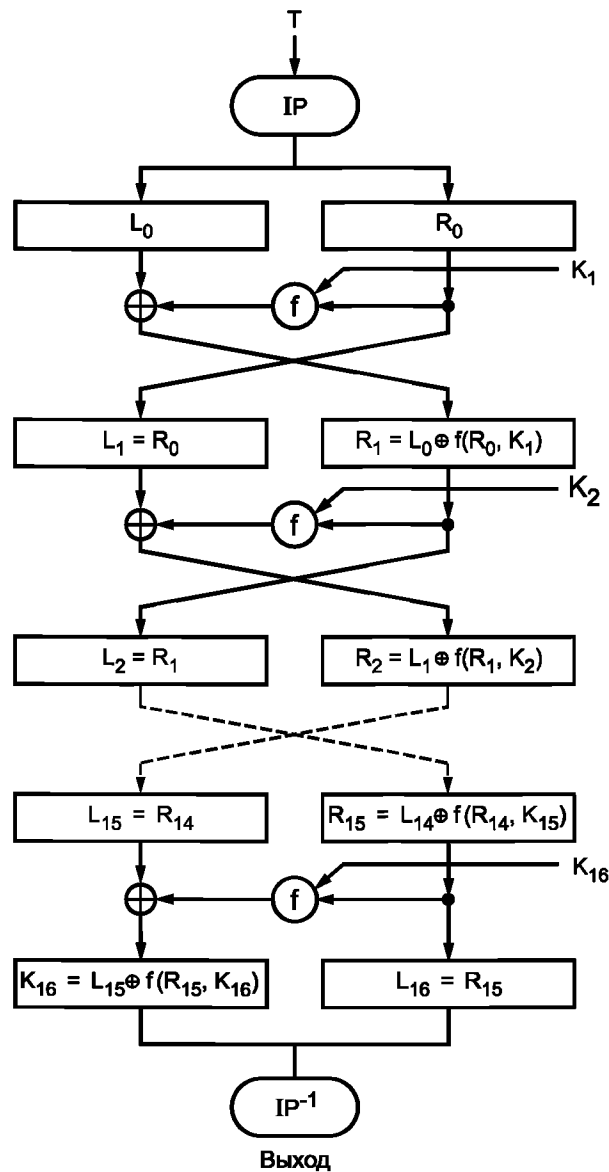 T
IP
L₀ R₀
f K₁
L₁ = R₀ R₁ = L₀ ⊕ f(R₀, K₁)
f K₂
L₂ = R₁ R₂ = L₁ ⊕ f(R₁, K₂)
L₁₅ = R₁₄ R₁₅ = L₁₄ ⊕ f(R₁₄, K₁₅)
f K₁₆
K₁₆ = L₁₅ ⊕ f(R₁₅, K₁₆) L₁₆ = R₁₅
IP⁻¹
Выход